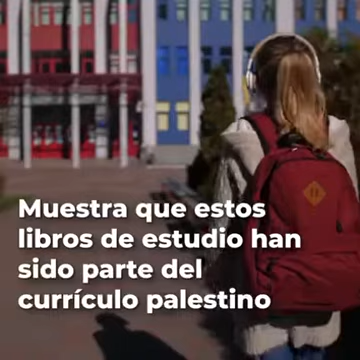 Muestra que estos
libros de estudio han
sido parte del
currículo palestino